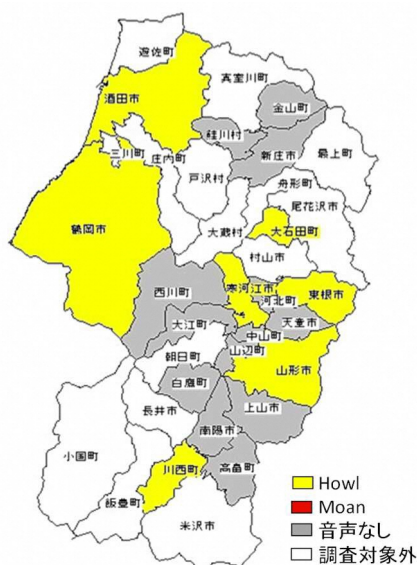 遊佐町
真室川町
酒田市
金山町
鮭川村
三川町
庄内町
新庄市
最上町
戸沢村
舟形町
鶴岡市
尾花沢市
大蔵村
大石田町
村山市
西川町
寒河江市
河北町
東根市
大江町
天童市
中山町
朝日町
山辺町
山形市
白鷹町
長井市
上山市
南陽市
小国町
川西町
高畠町
飯豊町
米沢市
Howl
Moan
音声なし
調査対象外